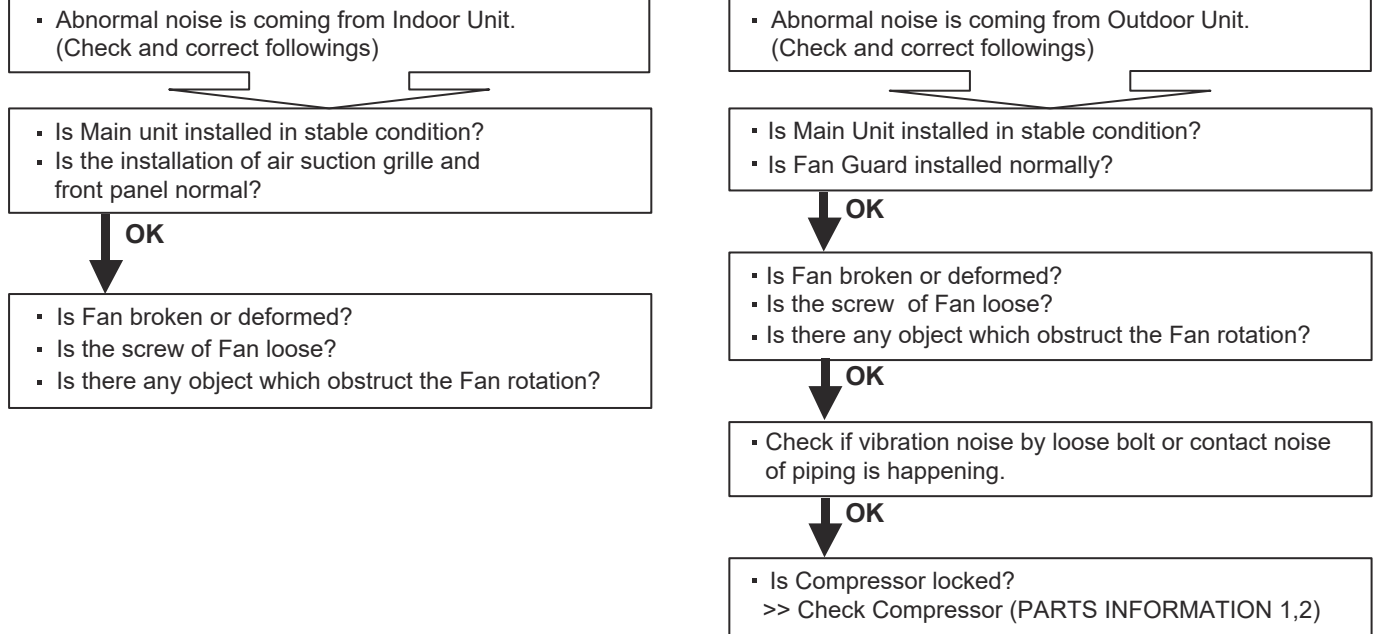 ▪ Abnormal noise is coming from Indoor Unit.
(Check and correct followings)
▪ Is Main unit installed in stable condition?
▪ Is the installation of air suction grille and
front panel normal?
OK
▪ Is Fan broken or deformed?
▪ Is the screw of Fan loose?
▪ Is there any object which obstruct the Fan rotation?
▪ Abnormal noise is coming from Outdoor Unit.
(Check and correct followings)
▪ Is Main Unit installed in stable condition?
▪ Is Fan Guard installed normally?
OK
▪ Is Fan broken or deformed?
▪ Is the screw of Fan loose?
▪ Is there any object which obstruct the Fan rotation?
OK
▪ Check if vibration noise by loose bolt or contact noise
of piping is happening.
OK
▪ Is Compressor locked?
>> Check Compressor (PARTS INFORMATION 1,2)